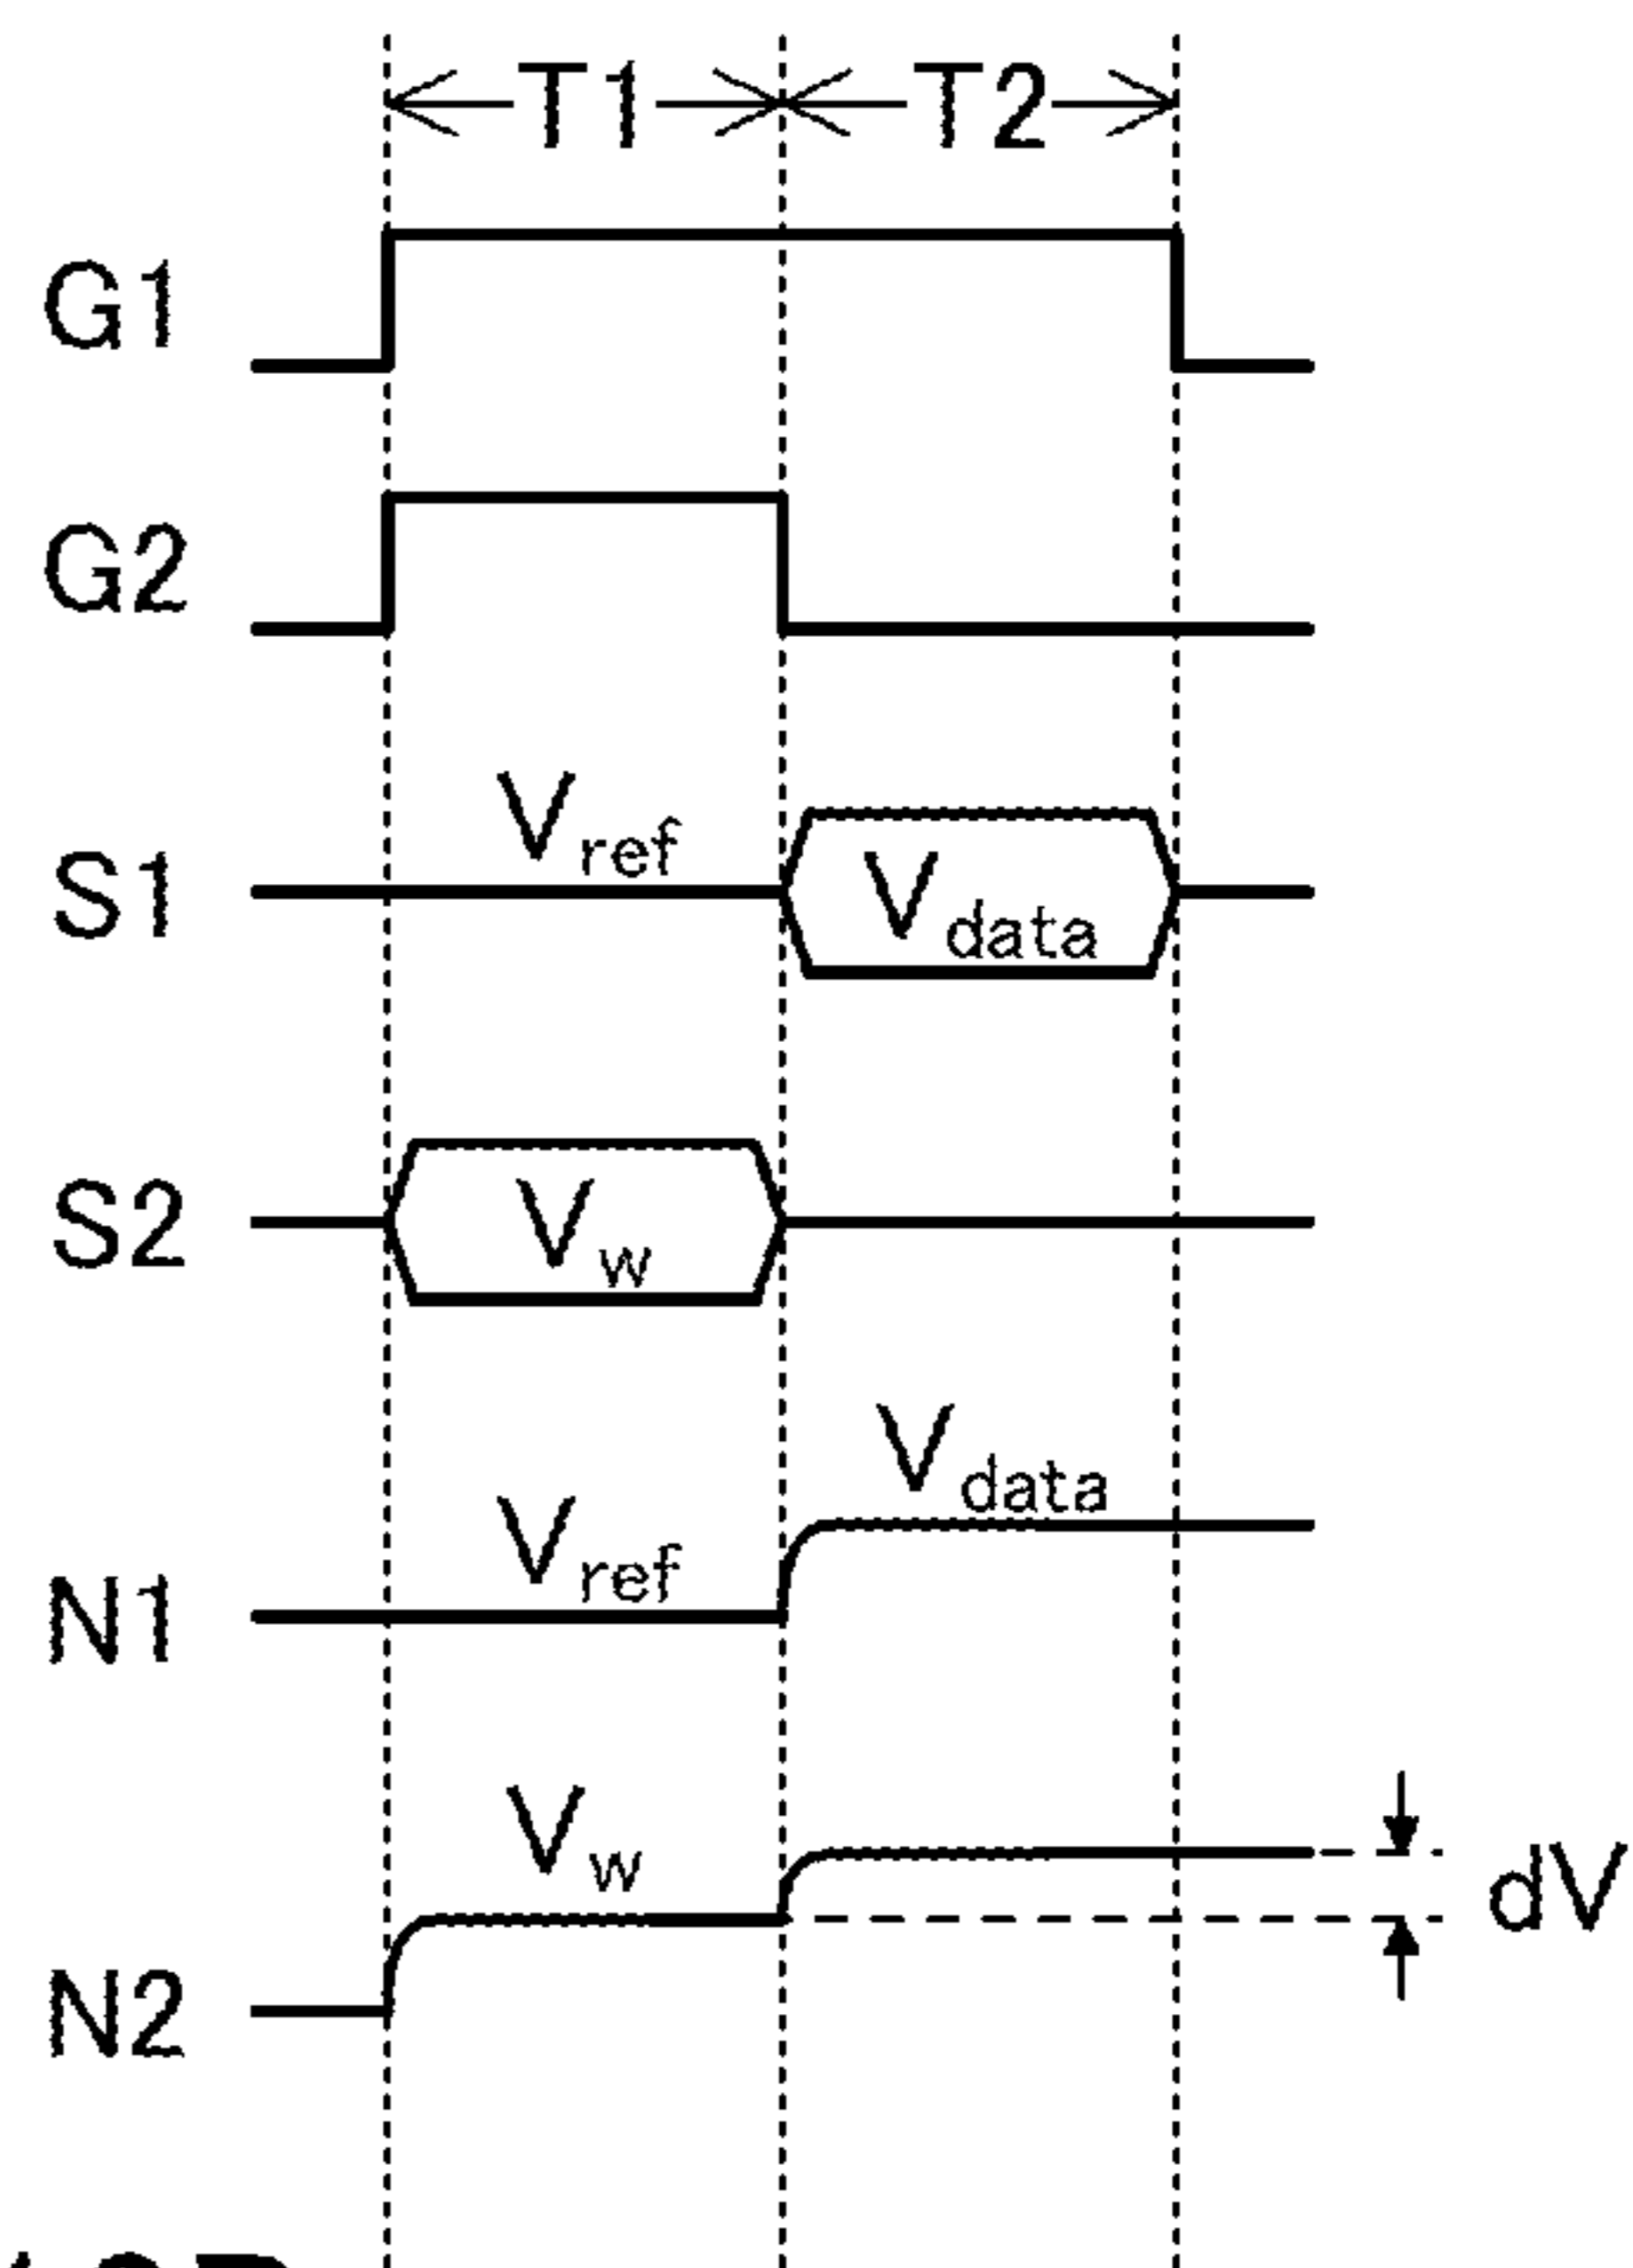 T1 T2
G1
G2
S1 Vref Vdata
S2 Vw
N1 Vref Vdata
N2 Vw dV